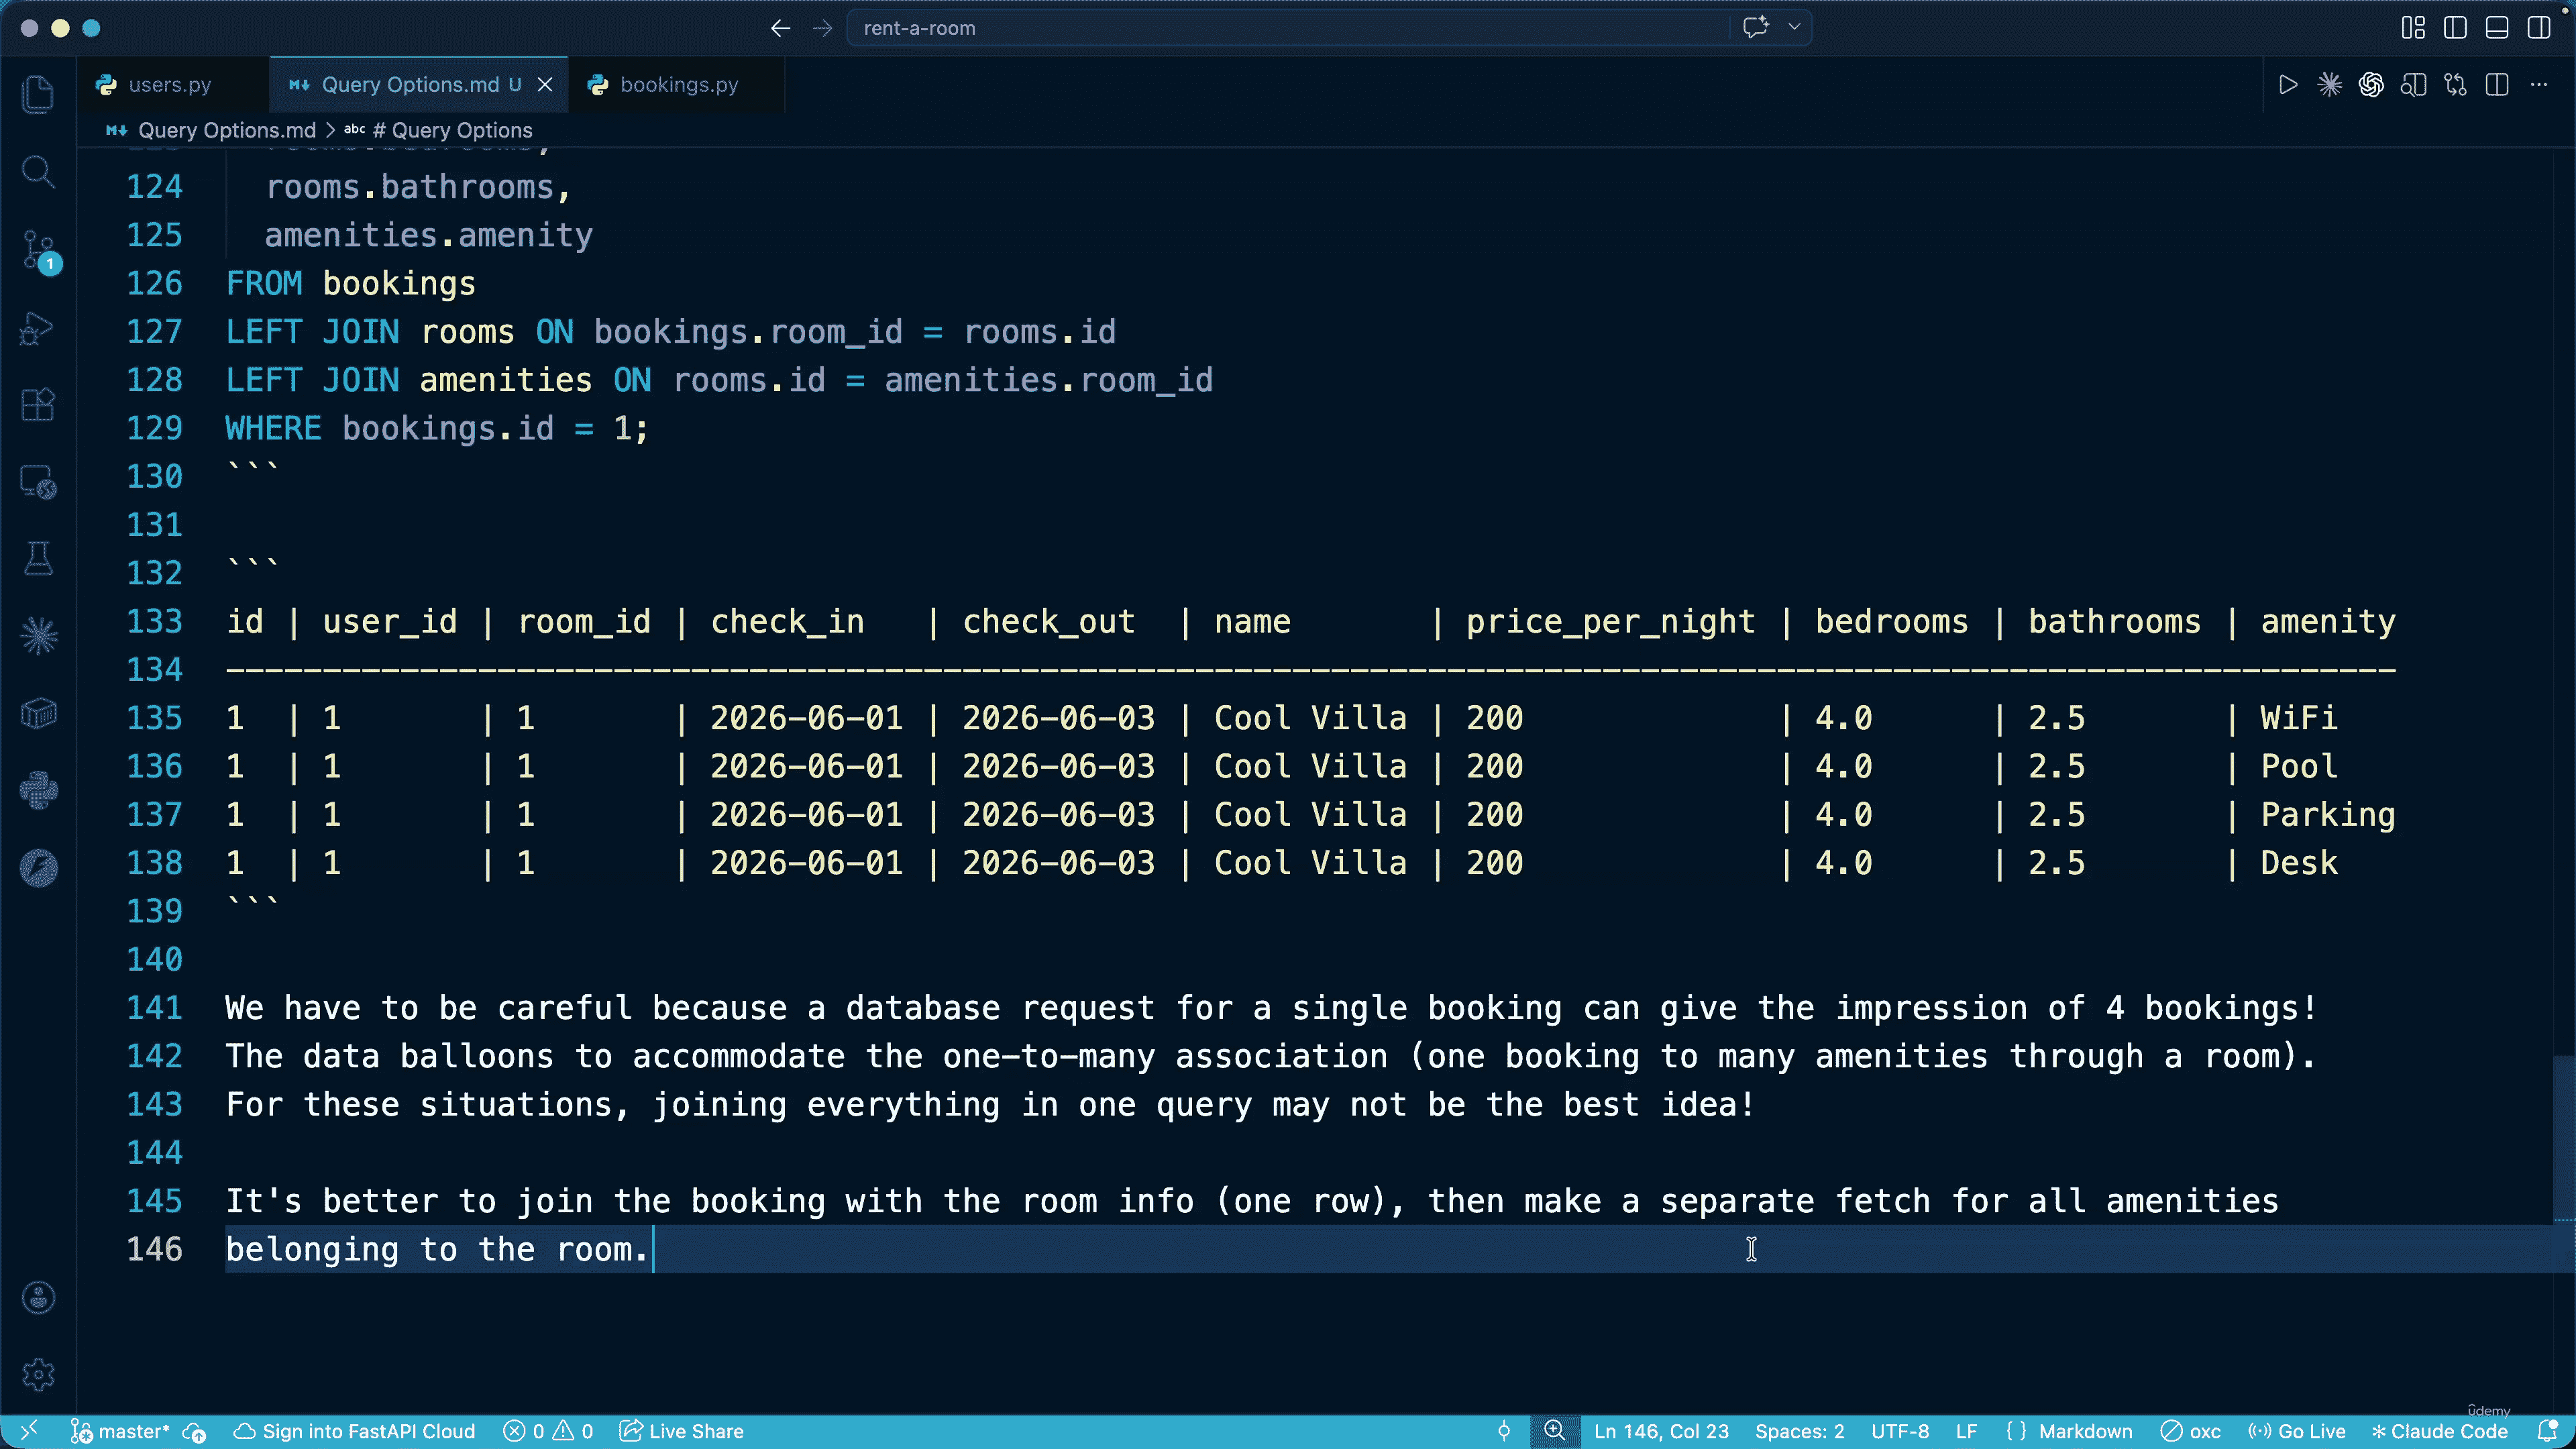 rent-a-room
users.py
Query Options.md U
bookings.py
Query Options.md > abc # Query Options
124 rooms.bathrooms,
125 amenities.amenity
126 FROM bookings
127 LEFT JOIN rooms ON bookings.room_id = rooms.id
128 LEFT JOIN amenities ON rooms.id = amenities.room_id
129 WHERE bookings.id = 1;
130 ```
131
132 ```
133 id | user_id | room_id | check_in | check_out | name | price_per_night | bedrooms | bathrooms | amenity
134 ----------------------------------------------------------------------------------------------------------------
135 1 | 1 | 1 | 2026-06-01 | 2026-06-03 | Cool Villa | 200 | 4.0 | 2.5 | WiFi
136 1 | 1 | 1 | 2026-06-01 | 2026-06-03 | Cool Villa | 200 | 4.0 | 2.5 | Pool
137 1 | 1 | 1 | 2026-06-01 | 2026-06-03 | Cool Villa | 200 | 4.0 | 2.5 | Parking
138 1 | 1 | 1 | 2026-06-01 | 2026-06-03 | Cool Villa | 200 | 4.0 | 2.5 | Desk
139 ```
140
141 We have to be careful because a database request for a single booking can give the impression of 4 bookings!
142 The data balloons to accommodate the one-to-many association (one booking to many amenities through a room).
143 For these situations, joining everything in one query may not be the best idea!
144
145 It's better to join the booking with the room info (one row), then make a separate fetch for all amenities
146 belonging to the room.
1
ûdemy
master* Sign into FastAPI Cloud 0 0 Live Share Ln 146, Col 23 Spaces: 2 UTF-8 LF { } Markdown oxc Go Live Claude Code